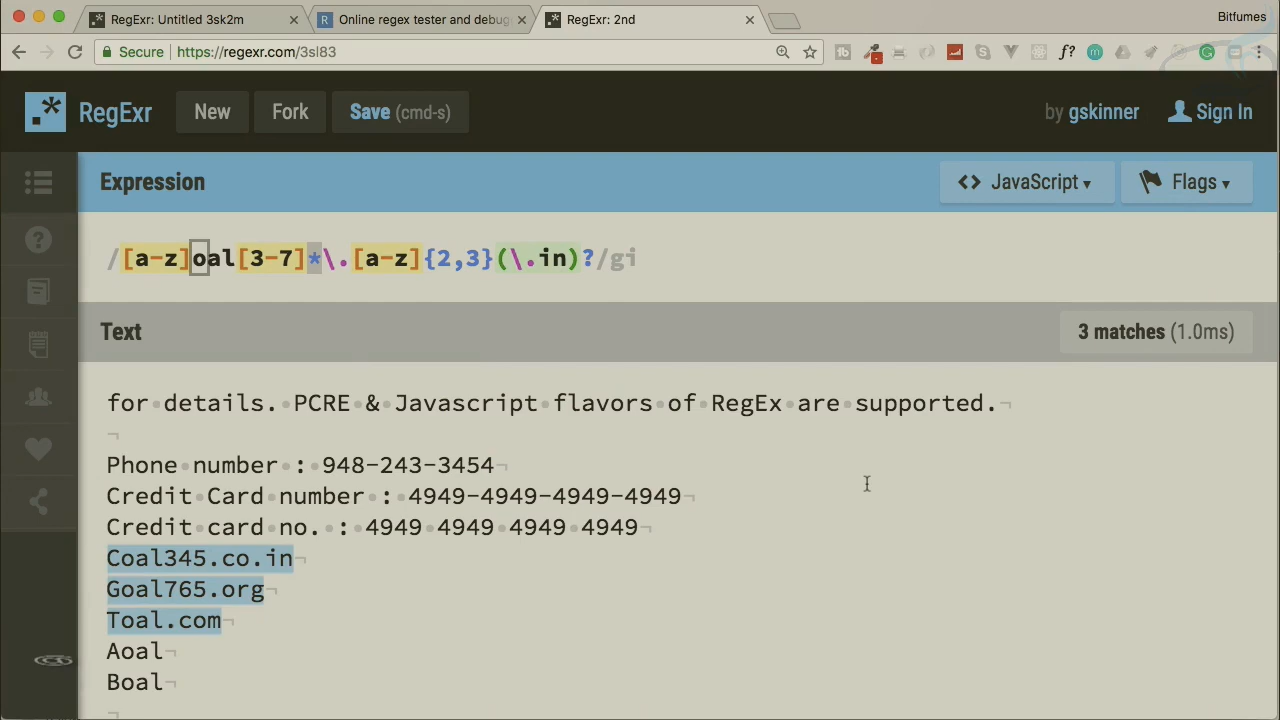 RegExr: Untitled 3sk2m
Online regex tester and debug
RegExr: 2nd
Bitfumes
Secure
https://regexr.com/3sl83
RegExr
New
Fork
Save (cmd-s)
by gskinner
Sign In
Expression
JavaScript
Flags
/[a-z]oal[3-7]*\.[a-z]{2,3}(\.in)?/gi
Text
3 matches (1.0ms)
for details. PCRE & Javascript flavors of RegEx are supported.
Phone number : 948-243-3454
Credit Card number : 4949-4949-4949-4949
Credit card no. : 4949 4949 4949 4949
Coal345.co.in
Goal765.org
Toal.com
Aoal
Boal